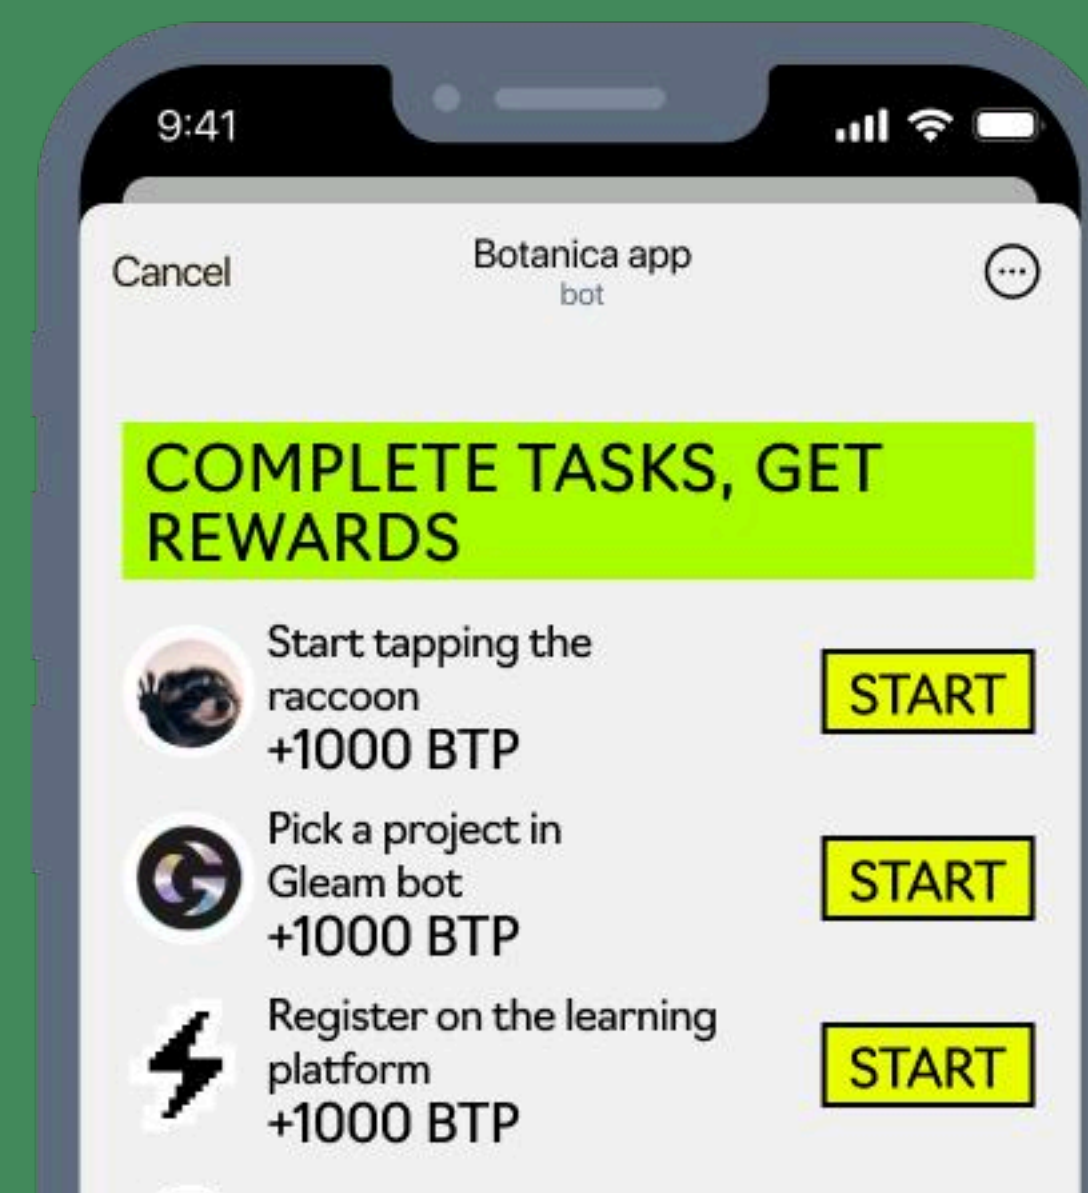 9:41
Cancel
Botanica app
bot
COMPLETE TASKS, GET
REWARDS
Start tapping the
raccoon
+1000 BTP
START
Pick a project in
Gleam bot
+1000 BTP
START
Register on the learning
platform
+1000 BTP
START